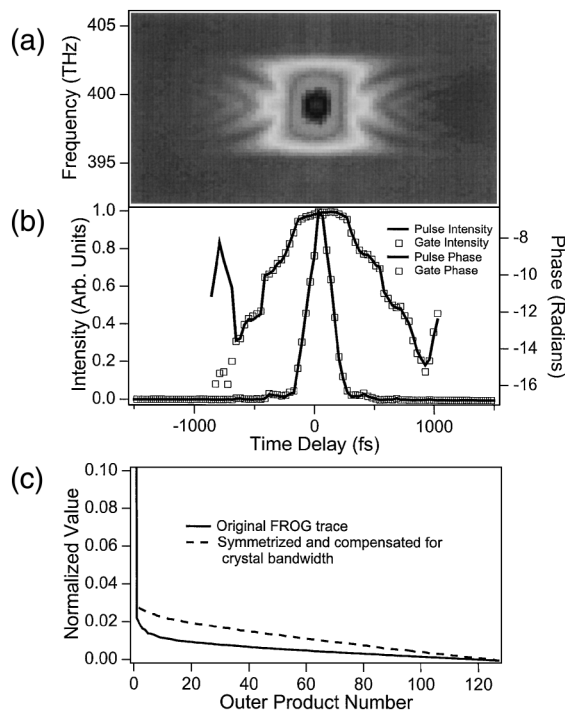 (a)
405
400
395
Frequency (THz)
(b)
1.0
0.8
0.6
0.4
0.2
0.0
Intensity (Arb. Units)
Pulse Intensity
Gate Intensity
Pulse Phase
Gate Phase
-8
-10
-12
-14
-16
Phase (Radians)
-1000
0
1000
Time Delay (fs)
(c)
0.10
0.08
0.06
0.04
0.02
0.00
Normalized Value
Original FROG trace
Symmetrized and compensated for
crystal bandwidth
0
20
40
60
80
100
120
Outer Product Number